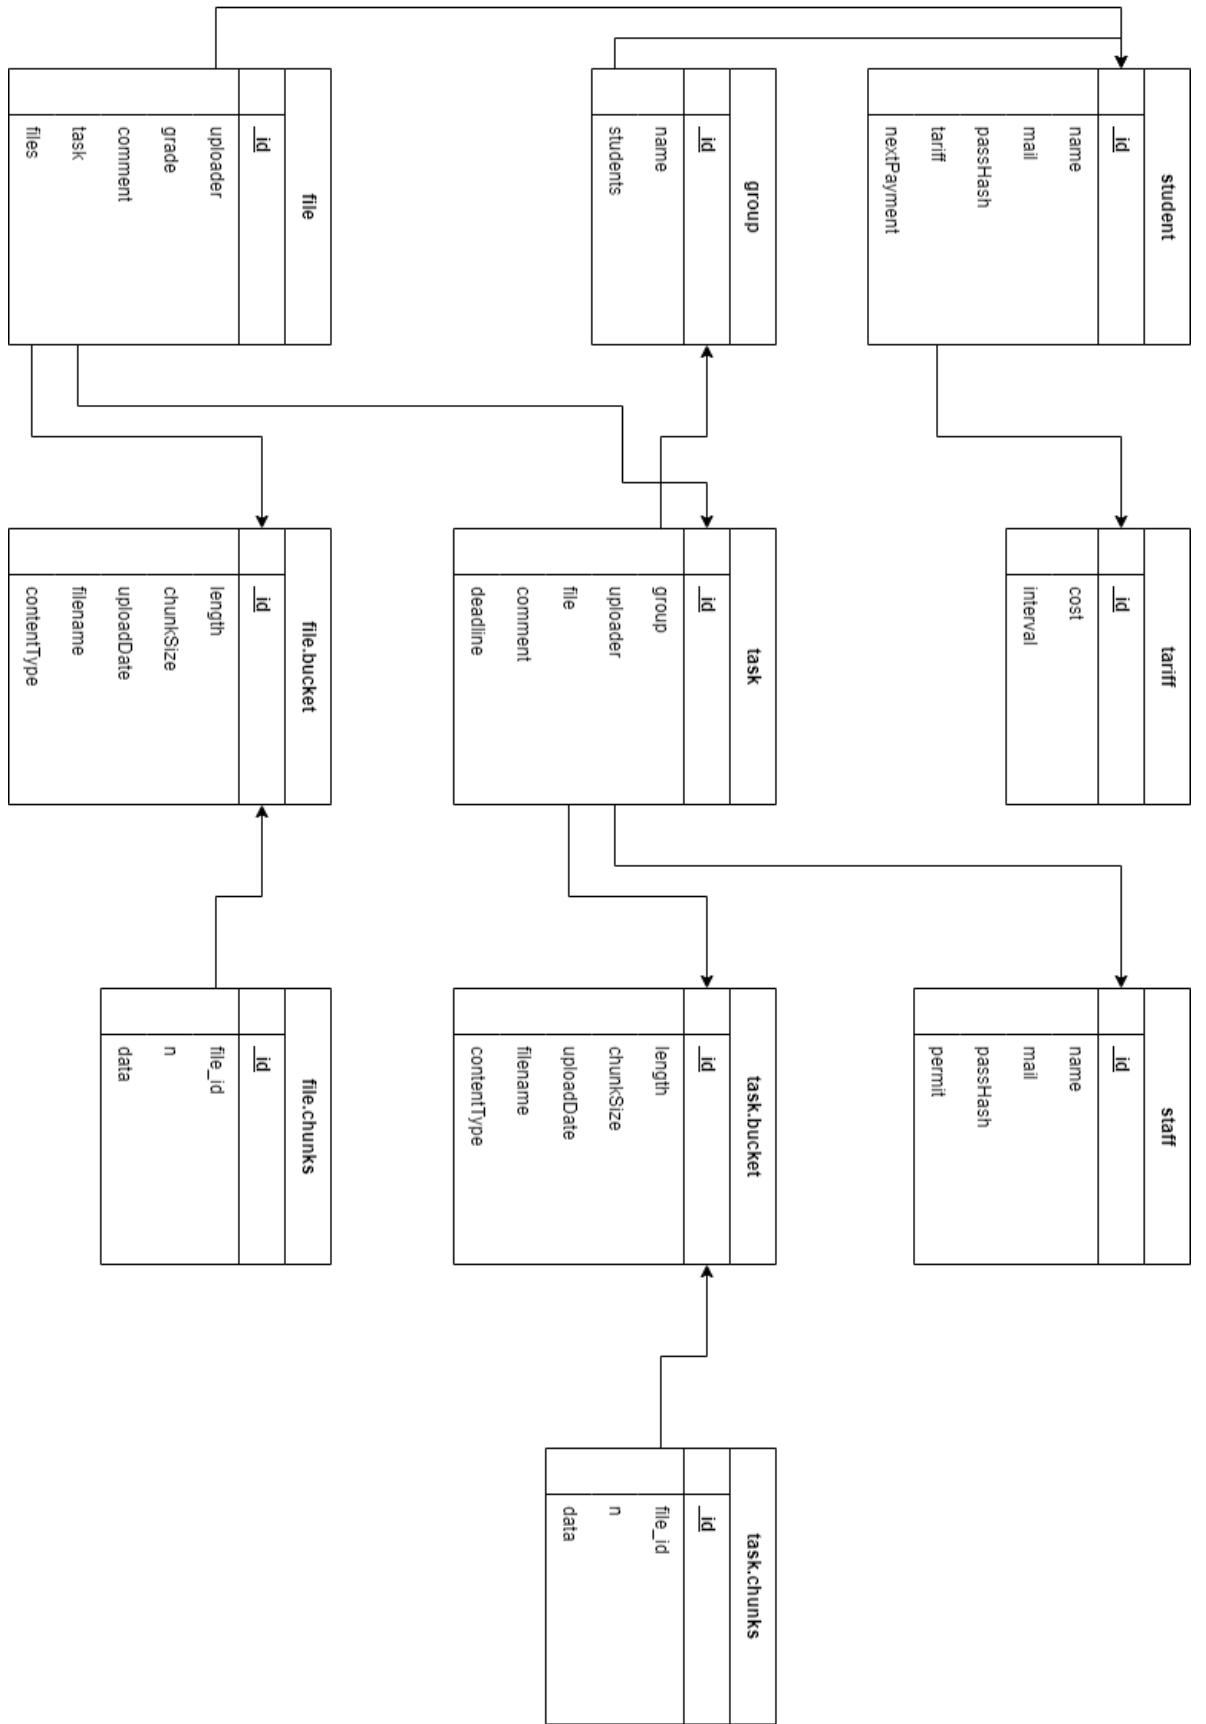 student
_id
name
mail
passHash
tariff
nextPayment
tariff
_id
cost
interval
staff
_id
name
mail
passHash
permit
group
_id
name
students
task
_id
group
uploader
file
comment
deadline
task.bucket
_id
length
chunkSize
uploadDate
filename
contentType
task.chunks
_id
file_id
n
data
file
_id
uploader
grade
comment
task
files
file.bucket
_id
length
chunkSize
uploadDate
filename
contentType
file.chunks
_id
file_id
n
data